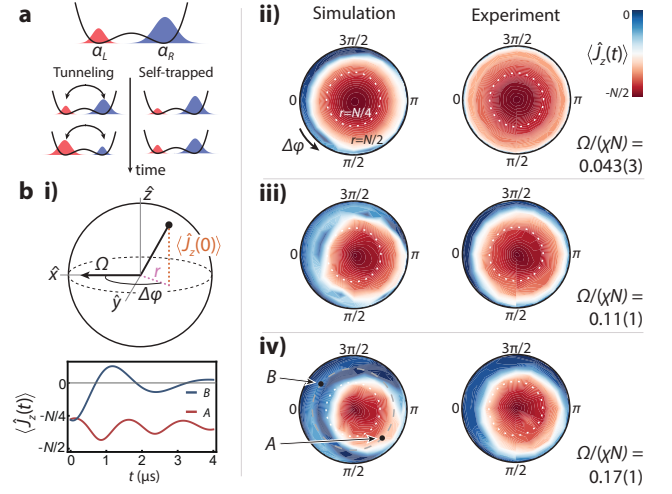 a
α_L
α_R
Tunneling
Self-trapped
time
b i)
ẑ
⟨Ĵ_z(0)⟩
Ω
r
x̂
ŷ
Δφ
⟨Ĵ_z(t)⟩
0
-N/4
-N/2
B
A
0 1 2 3 4
t (μs)
Simulation
Experiment
ii)
3π/2
0
π
r=N/4
r=N/2
Δφ
π/2
3π/2
0
π
π/2
0
⟨Ĵ_z(t)⟩
-N/2
Ω/(χN) =
0.043(3)
iii)
3π/2
0
π
π/2
3π/2
0
π
π/2
Ω/(χN) =
0.11(1)
iv)
3π/2
B
0
π
A
π/2
3π/2
0
π
π/2
Ω/(χN) =
0.17(1)